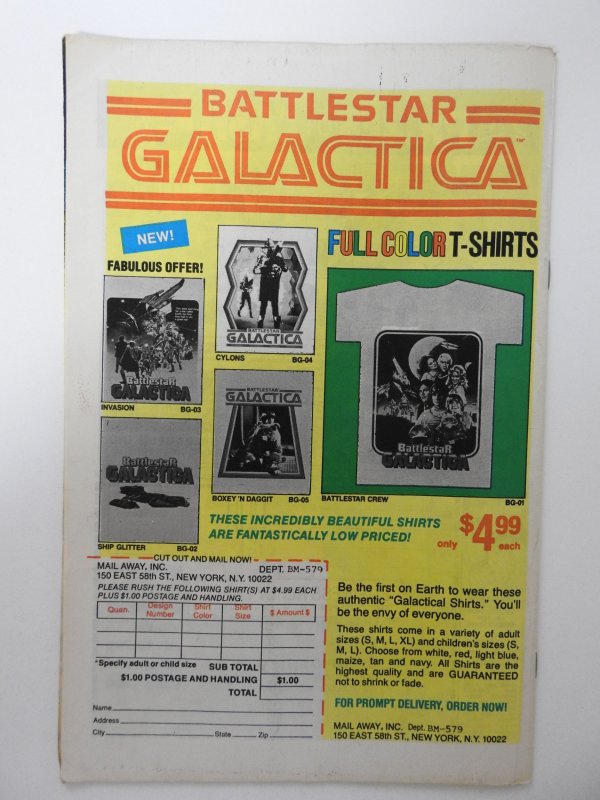 BATTLESTAR
GALACTICA™
NEW!
FABULOUS OFFER!
FULL COLOR T-SHIRTS
BattlestaR
GALACTICA
INVASION BG-03
BATTLESTAR
GALACTICA
CYLONS BG-04
BattlestaR
GALACTICA
SHIP GLITTER BG-02
BATTLESTAR
GALACTICA
BOXEY 'N DAGGIT BG-05
BattlestaR
GALACTICA
BATTLESTAR CREW BG-01
THESE INCREDIBLY BEAUTIFUL SHIRTS
ARE FANTASTICALLY LOW PRICED!
only $4.99 each
CUT OUT AND MAIL NOW!
MAIL AWAY, INC. DEPT. BM-579
150 EAST 58th ST., NEW YORK, N.Y. 10022
PLEASE RUSH THE FOLLOWING SHIRT(S) AT $4.99 EACH
PLUS $1.00 POSTAGE AND HANDLING.
Quan. Design Number Shirt Color Shirt Size $ Amount $
*Specify adult or child size SUB TOTAL
$1.00 POSTAGE AND HANDLING $1.00
TOTAL
Name
Address
City State Zip
Be the first on Earth to wear these
authentic "Galactical Shirts." You'll
be the envy of everyone.
These shirts come in a variety of adult
sizes (S, M, L, XL) and children's sizes (S,
M, L). Choose from white, red, light blue,
maize, tan and navy. All Shirts are the
highest quality and are GUARANTEED
not to shrink or fade.
FOR PROMPT DELIVERY, ORDER NOW!
MAIL AWAY, INC. Dept. BM-579
150 EAST 58th ST., NEW YORK, N.Y. 10022